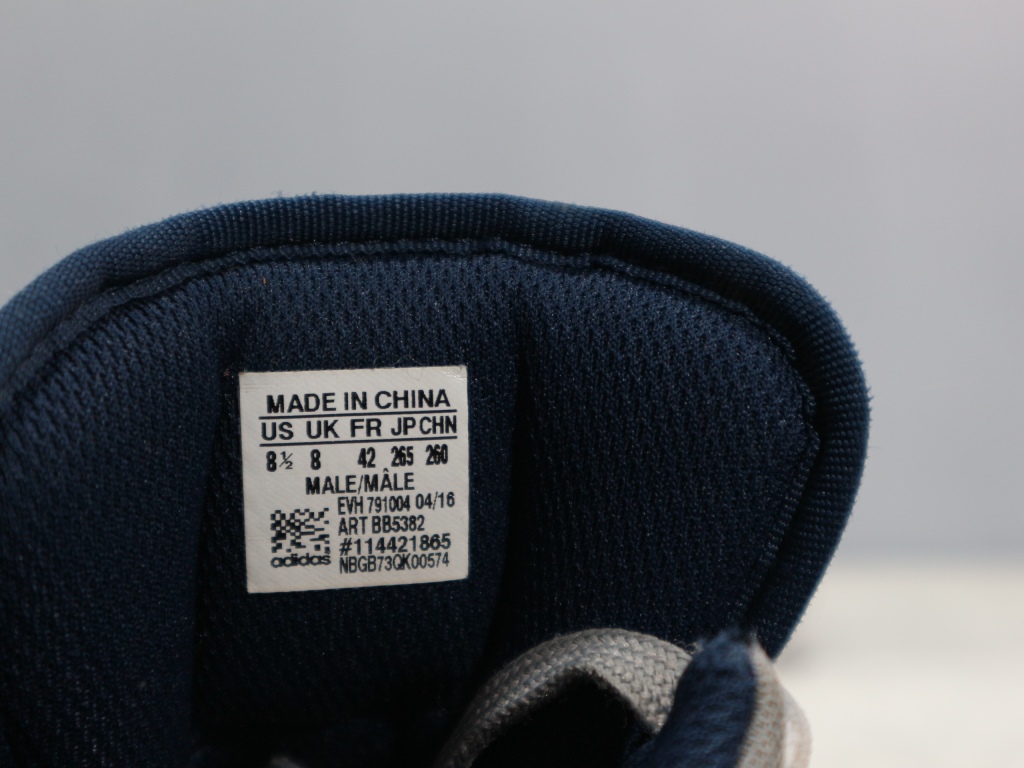 MADE IN CHINA
US UK FR JP CHN
8½ 8 42 265 260
MALE/MÂLE
EVH 791004 04/16
ART BB5382
#114421865
adidas NBGB73QK00574